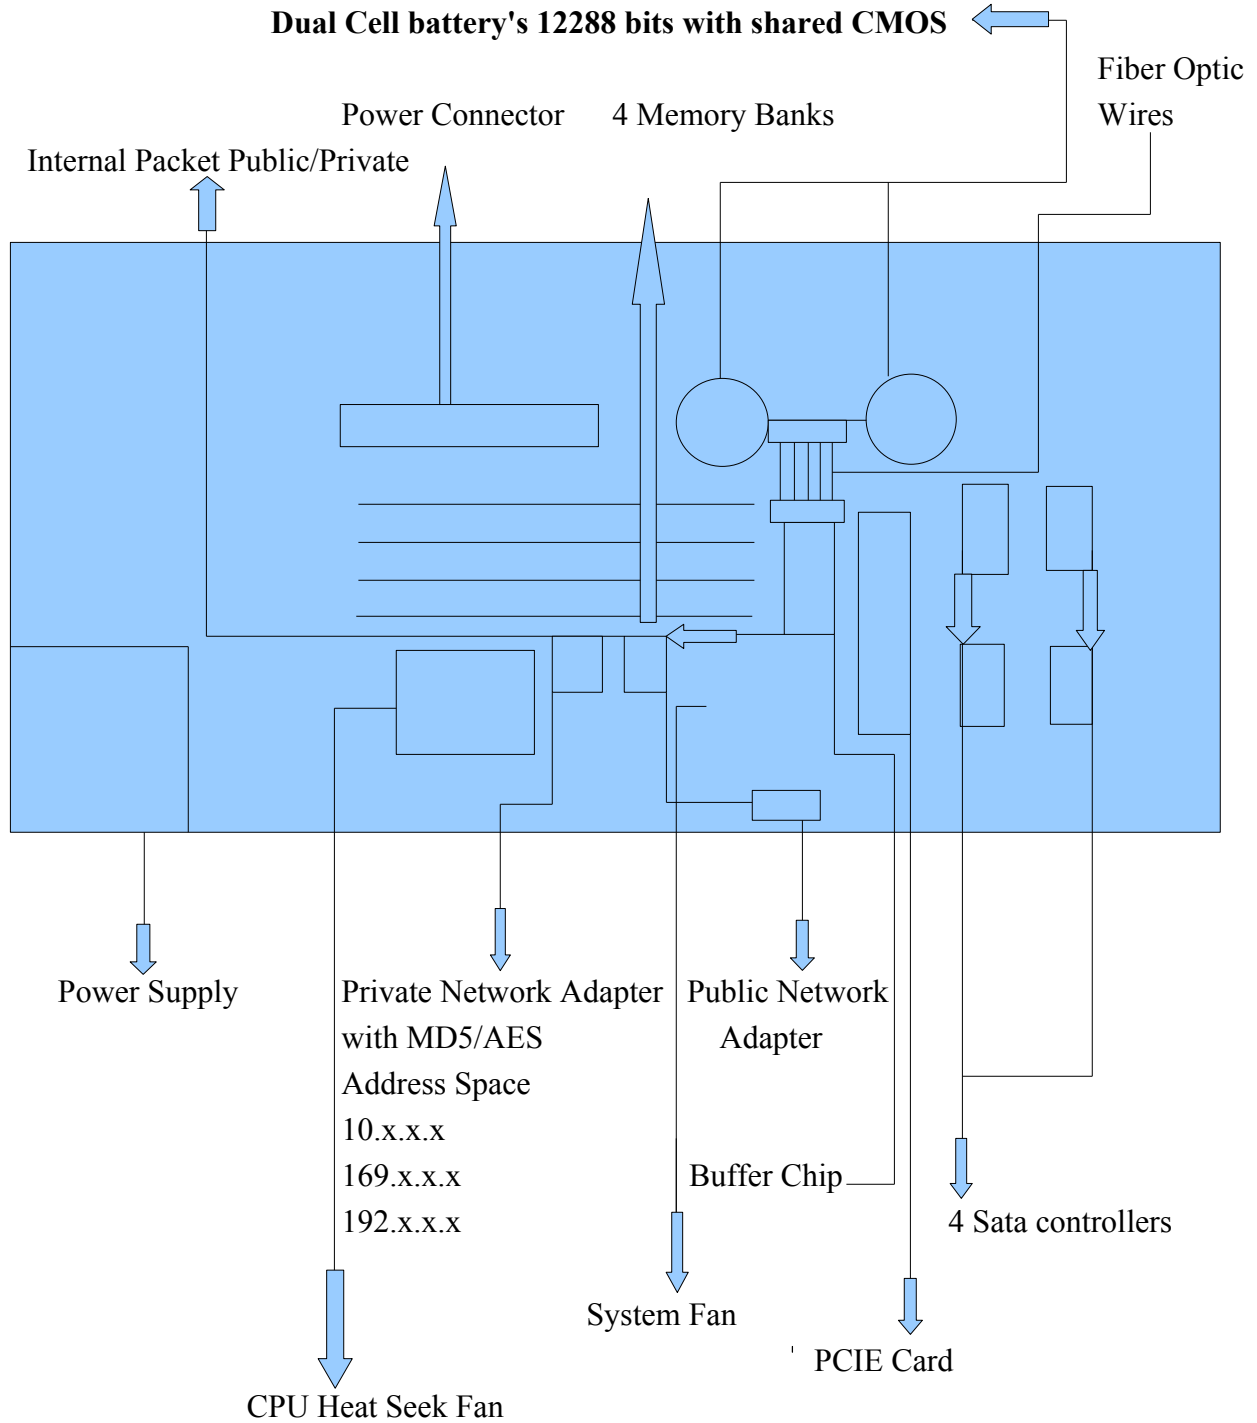 Dual Cell battery's 12288 bits with shared CMOS
Fiber Optic
Wires
Power Connector
4 Memory Banks
Internal Packet Public/Private
Power Supply
Private Network Adapter
with MD5/AES
Address Space
10.x.x.x
169.x.x.x
192.x.x.x
Public Network
Adapter
Buffer Chip
4 Sata controllers
System Fan
PCIE Card
CPU Heat Seek Fan